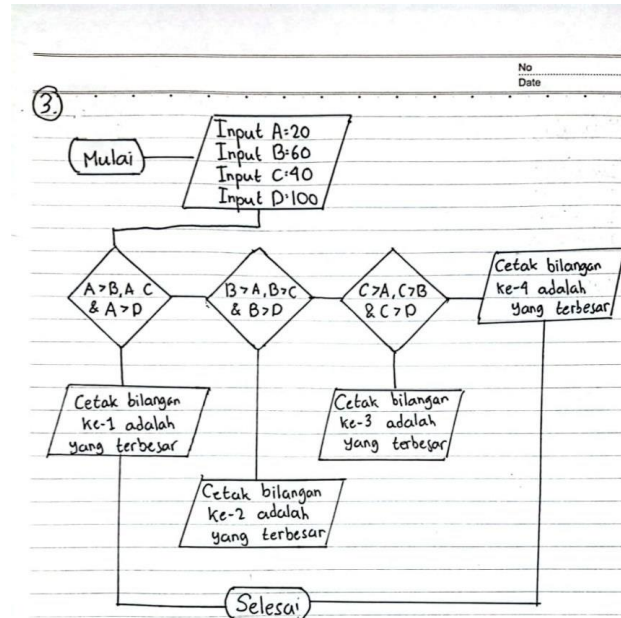 No
Date
3.
Mulai
Input A=20
Input B=60
Input C=40
Input D=100
A>B, A C
& A>D
B>A, B>C
& B>D
C>A, C>B
& C>D
Cetak bilangan
ke-4 adalah
yang terbesar
Cetak bilangan
ke-1 adalah
yang terbesar
Cetak bilangan
ke-3 adalah
yang terbesar
Cetak bilangan
ke-2 adalah
yang terbesar
Selesai